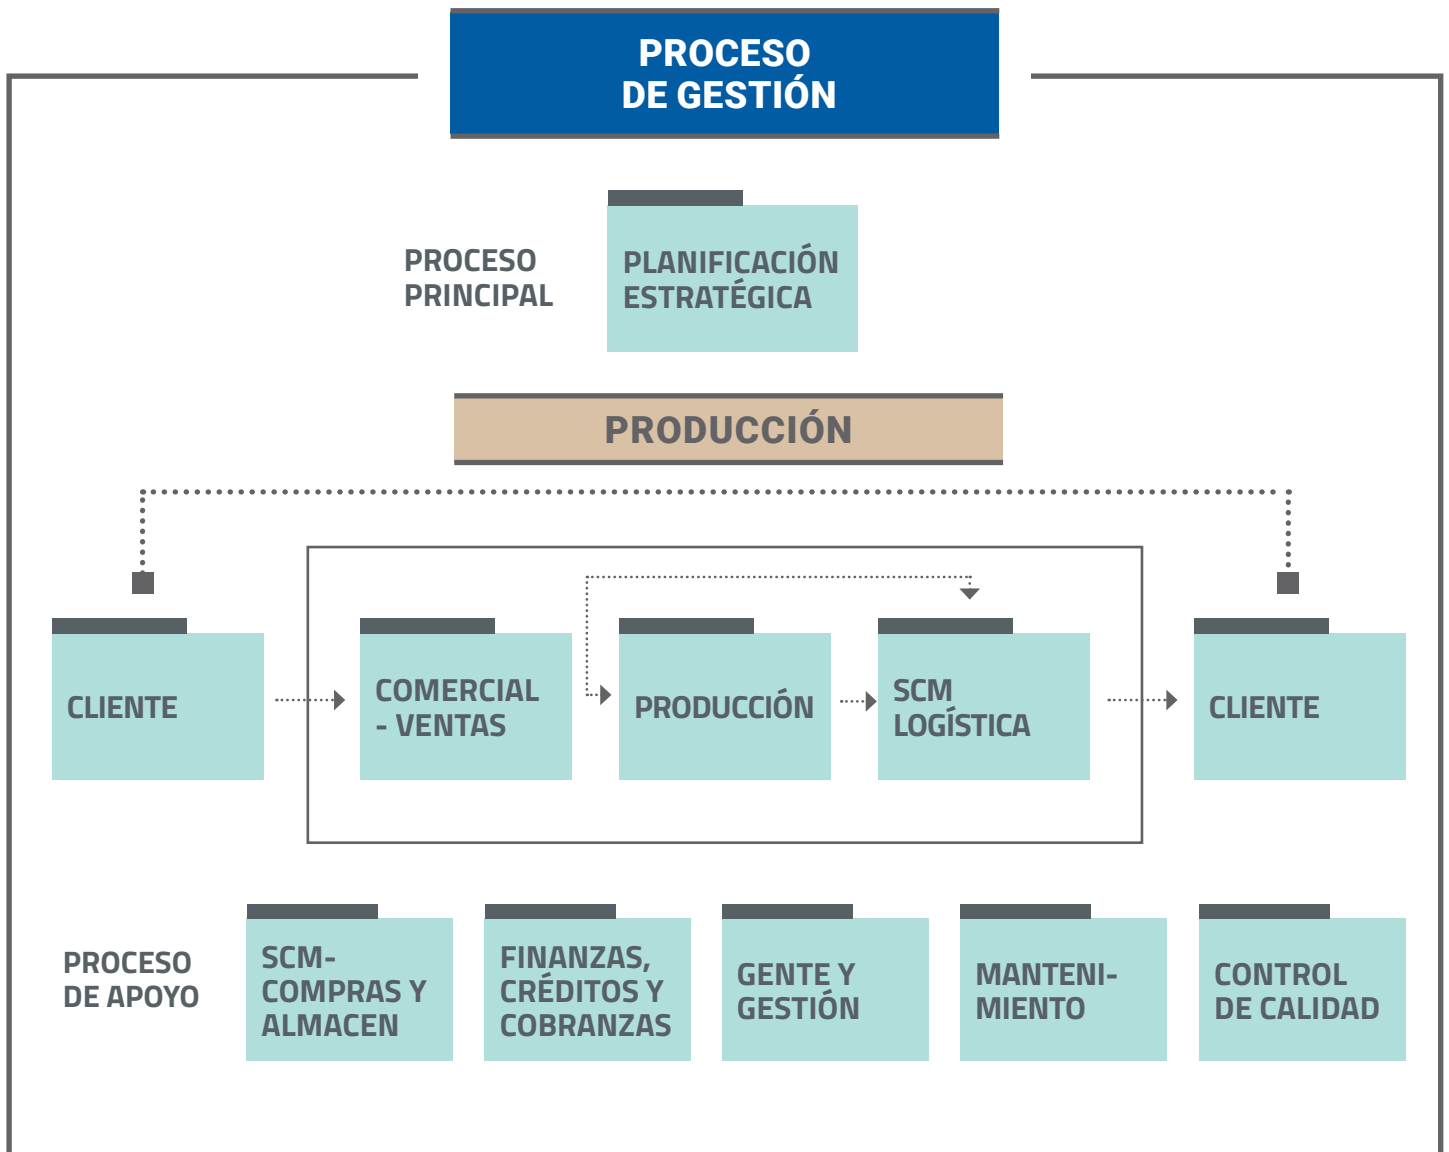 PROCESO
DE GESTIÓN
PROCESO
PRINCIPAL
PLANIFICACIÓN
ESTRATÉGICA
PRODUCCIÓN
CLIENTE
COMERCIAL
- VENTAS
PRODUCCIÓN
SCM
LOGÍSTICA
CLIENTE
PROCESO
DE APOYO
SCM-
COMPRAS Y
ALMACEN
FINANZAS,
CRÉDITOS Y
COBRANZAS
GENTE Y
GESTIÓN
MANTENI-
MIENTO
CONTROL
DE CALIDAD